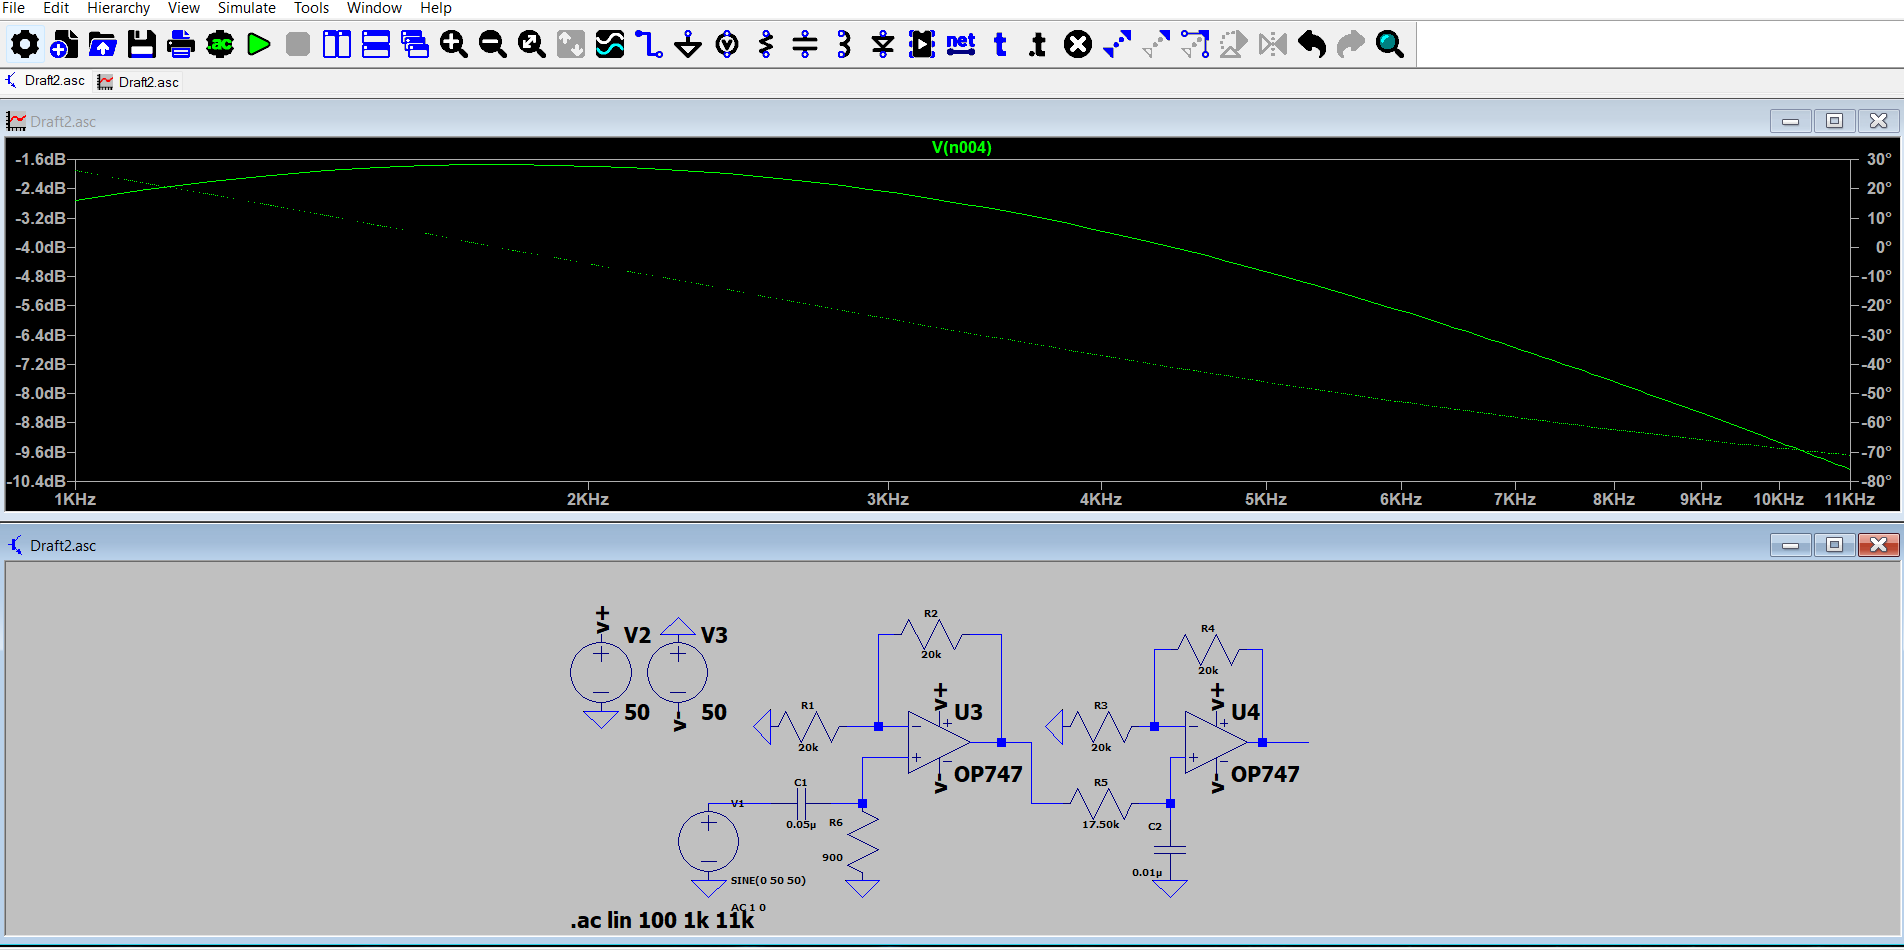 File Edit Hierarchy View Simulate Tools Window Help
.ac net t .t
Draft2.asc Draft2.asc
Draft2.asc
V(n004)
-1.6dB 30°
-2.4dB 20°
-3.2dB 10°
-4.0dB 0°
-4.8dB -10°
-5.6dB -20°
-6.4dB -30°
-7.2dB -40°
-8.0dB -50°
-8.8dB -60°
-9.6dB -70°
-10.4dB -80°
1KHz 2KHz 3KHz 4KHz 5KHz 6KHz 7KHz 8KHz 9KHz 10KHz 11KHz
Draft2.asc
V+ V2 V3
50 V- 50
R2
20k
R4
20k
R1
20k
V+ U3
V- OP747
R3
20k
V+ U4
V- OP747
C1
0.05µ
V1
R6
900
R5
17.50k
C2
0.01µ
SINE(0 50 50)
AC 1 0
.ac lin 100 1k 11k